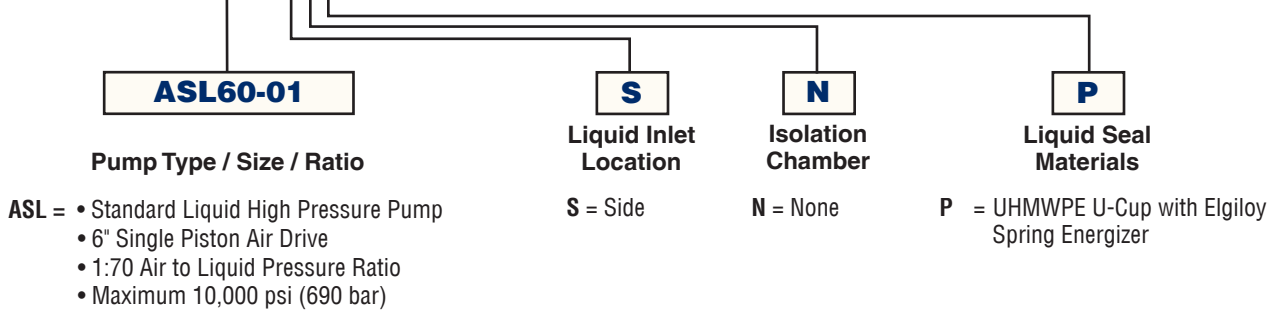 ASL60-01
S
N
P
Pump Type / Size / Ratio
Liquid Inlet
Location
Isolation
Chamber
Liquid Seal
Materials
ASL = • Standard Liquid High Pressure Pump
• 6" Single Piston Air Drive
• 1:70 Air to Liquid Pressure Ratio
• Maximum 10,000 psi (690 bar)
S = Side
N = None
P = UHMWPE U-Cup with Elgiloy
Spring Energizer